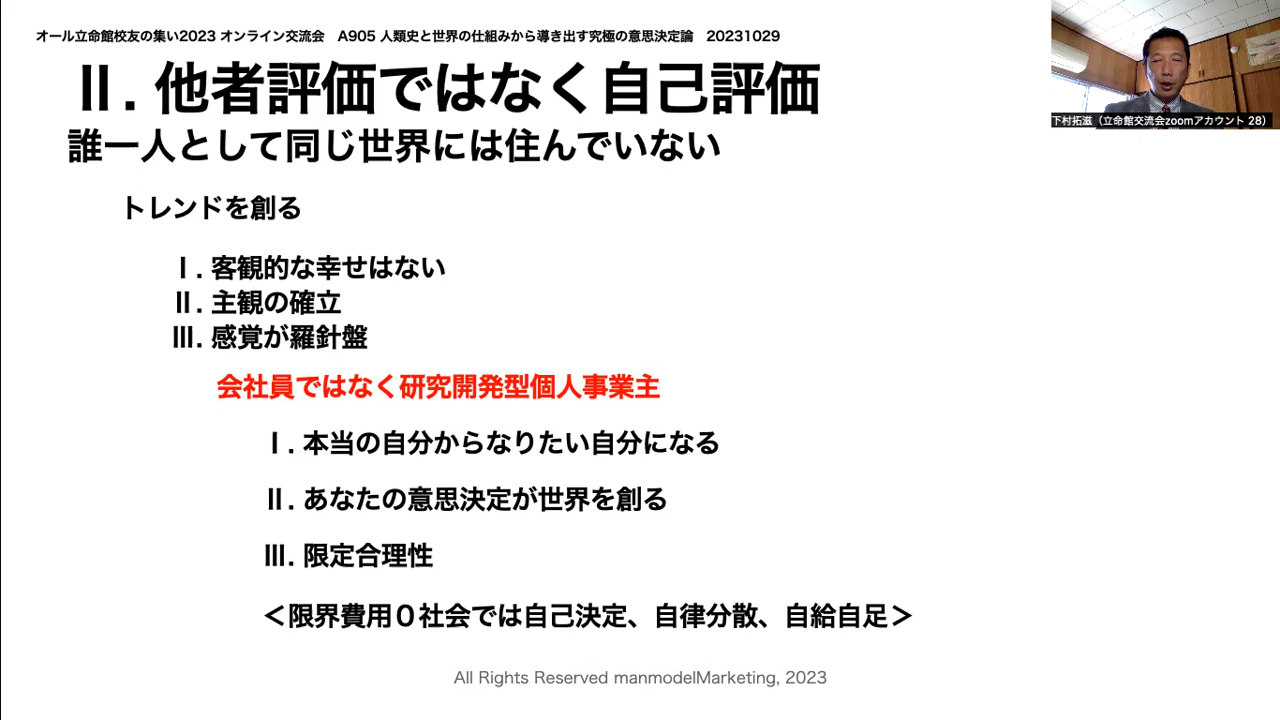 オール立命館校友の集い2023 オンライン交流会　A905 人類史と世界の仕組みから導き出す究極の意思決定論　20231029
Ⅱ. 他者評価ではなく自己評価
誰一人として同じ世界には住んでいない
トレンドを創る
Ⅰ. 客観的な幸せはない
Ⅱ. 主観の確立
Ⅲ. 感覚が羅針盤
会社員ではなく研究開発型個人事業主
Ⅰ. 本当の自分からなりたい自分になる
Ⅱ. あなたの意思決定が世界を創る
Ⅲ. 限定合理性
＜限界費用０社会では自己決定、自律分散、自給自足＞
All Rights Reserved manmodelMarketing, 2023
下村拓滋（立命館交流会zoomアカウント 28）